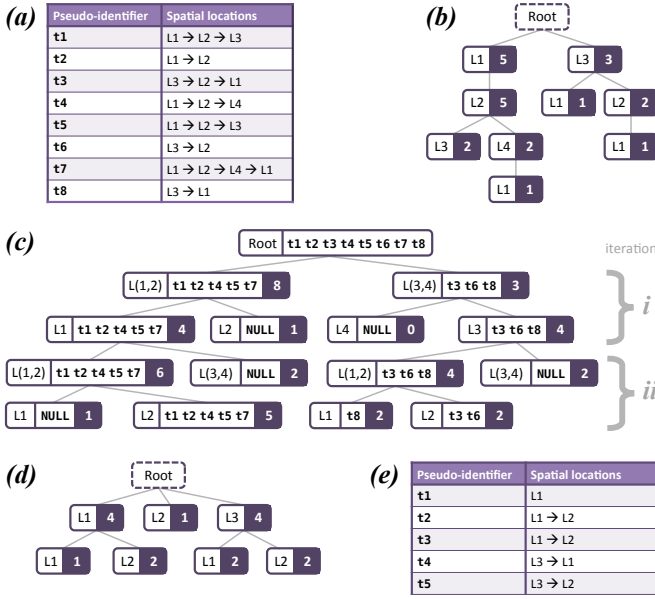 (a)
Pseudo-identifier Spatial locations
t1 L1 → L2 → L3
t2 L1 → L2
t3 L3 → L2 → L1
t4 L1 → L2 → L4
t5 L1 → L2 → L3
t6 L3 → L2
t7 L1 → L2 → L4 → L1
t8 L3 → L1
(b)
Root
L1 5 L3 3
L2 5 L1 1 L2 2
L3 2 L4 2 L1 1
L1 1
(c)
Root t1 t2 t3 t4 t5 t6 t7 t8
iteration
L(1,2) t1 t2 t4 t5 t7 8 L(3,4) t3 t6 t8 3
i
L1 t1 t2 t4 t5 t7 4 L2 NULL 1 L4 NULL 0 L3 t3 t6 t8 4
L(1,2) t1 t2 t4 t5 t7 6 L(3,4) NULL 2 L(1,2) t3 t6 t8 4 L(3,4) NULL 2
ii
L1 NULL 1 L2 t1 t2 t4 t5 t7 5 L1 t8 2 L2 t3 t6 2
(d)
Root
L1 4 L2 1 L3 4
L1 1 L2 2 L1 2 L2 2
(e)
Pseudo-identifier Spatial locations
t1 L1
t2 L1 → L2
t3 L1 → L2
t4 L3 → L1
t5 L3 → L2